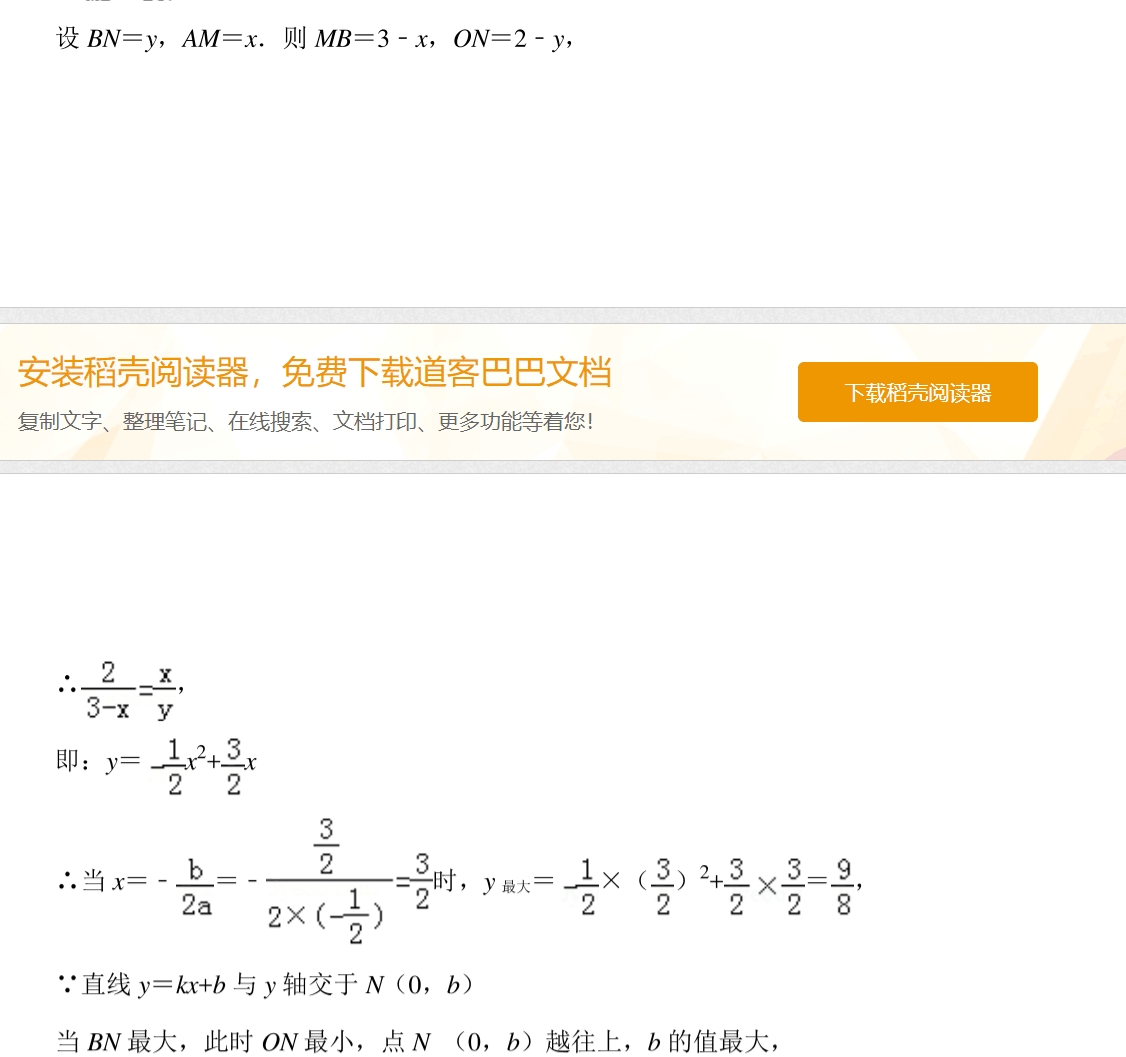 设 BN＝y，AM＝x．则 MB＝3﹣x，ON＝2﹣y，
安装稻壳阅读器，免费下载道客巴巴文档
下载稻壳阅读器
复制文字、整理笔记、在线搜索、文档打印、更多功能等着您！
∴2/(3-x)=x/y，
即：y＝-1/2x²+3/2x
∴当 x＝﹣b/2a＝﹣(3/2)/(2×(-1/2))=3/2时，y 最大＝-1/2×（3/2）²+3/2×3/2＝9/8，
∵直线 y＝kx+b 与 y 轴交于 N（0，b）
当 BN 最大，此时 ON 最小，点 N （0，b）越往上，b 的值最大，